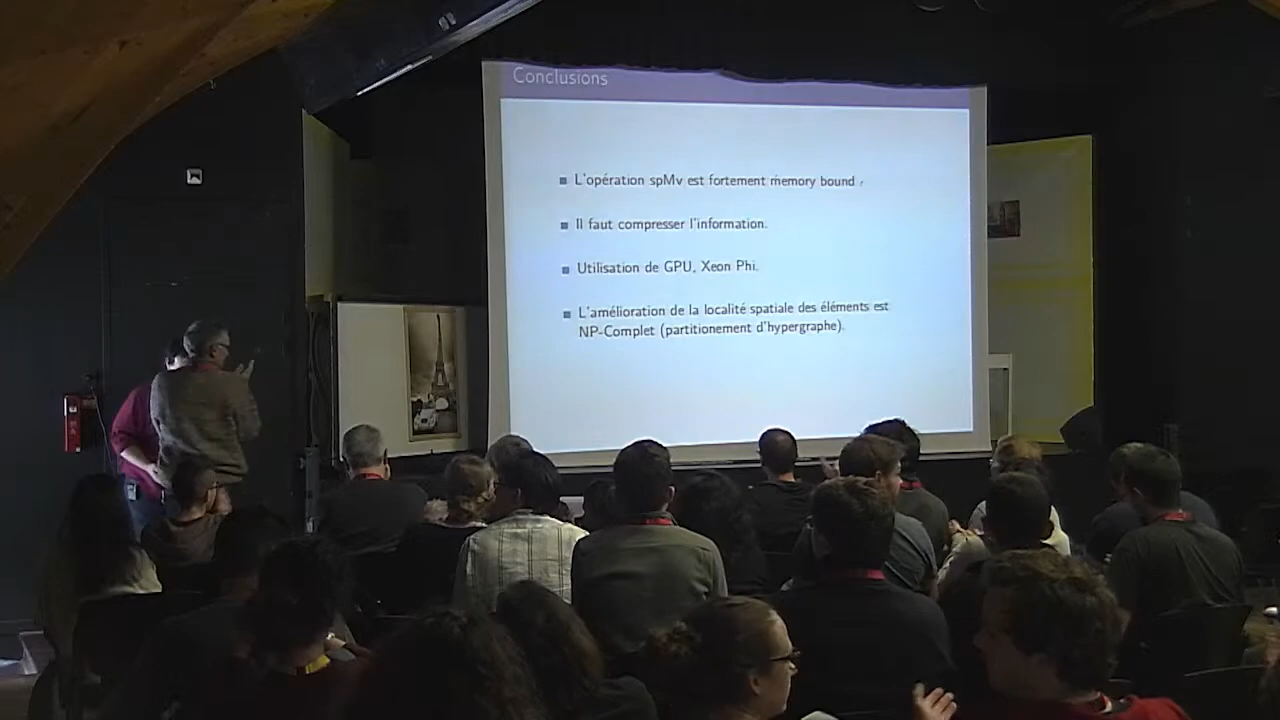 Conclusions
L'opération spMv est fortement memory bound
Il faut compresser l'information.
Utilisation de GPU, Xeon Phi.
L'amélioration de la localité spatiale des éléments est
NP-Complet (partitionement d'hypergraphe).